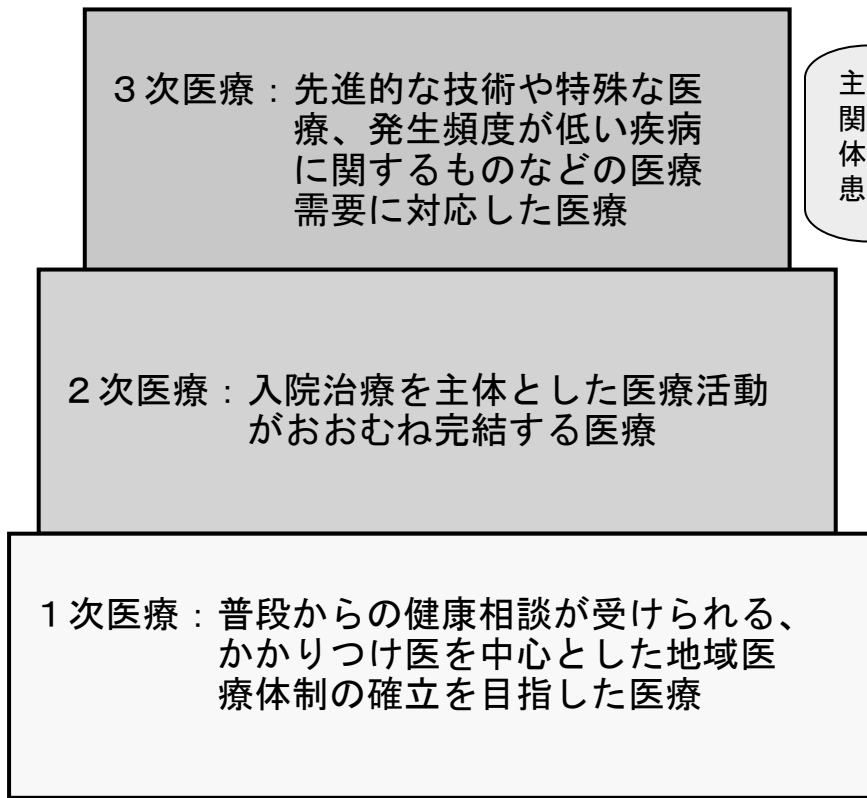 ３次医療：先進的な技術や特殊な医
療、発生頻度が低い疾病
に関するものなどの医療
需要に対応した医療
主
関
体
患
２次医療：入院治療を主体とした医療活動
がおおむね完結する医療
１次医療：普段からの健康相談が受けられる、
かかりつけ医を中心とした地域医
療体制の確立を目指した医療